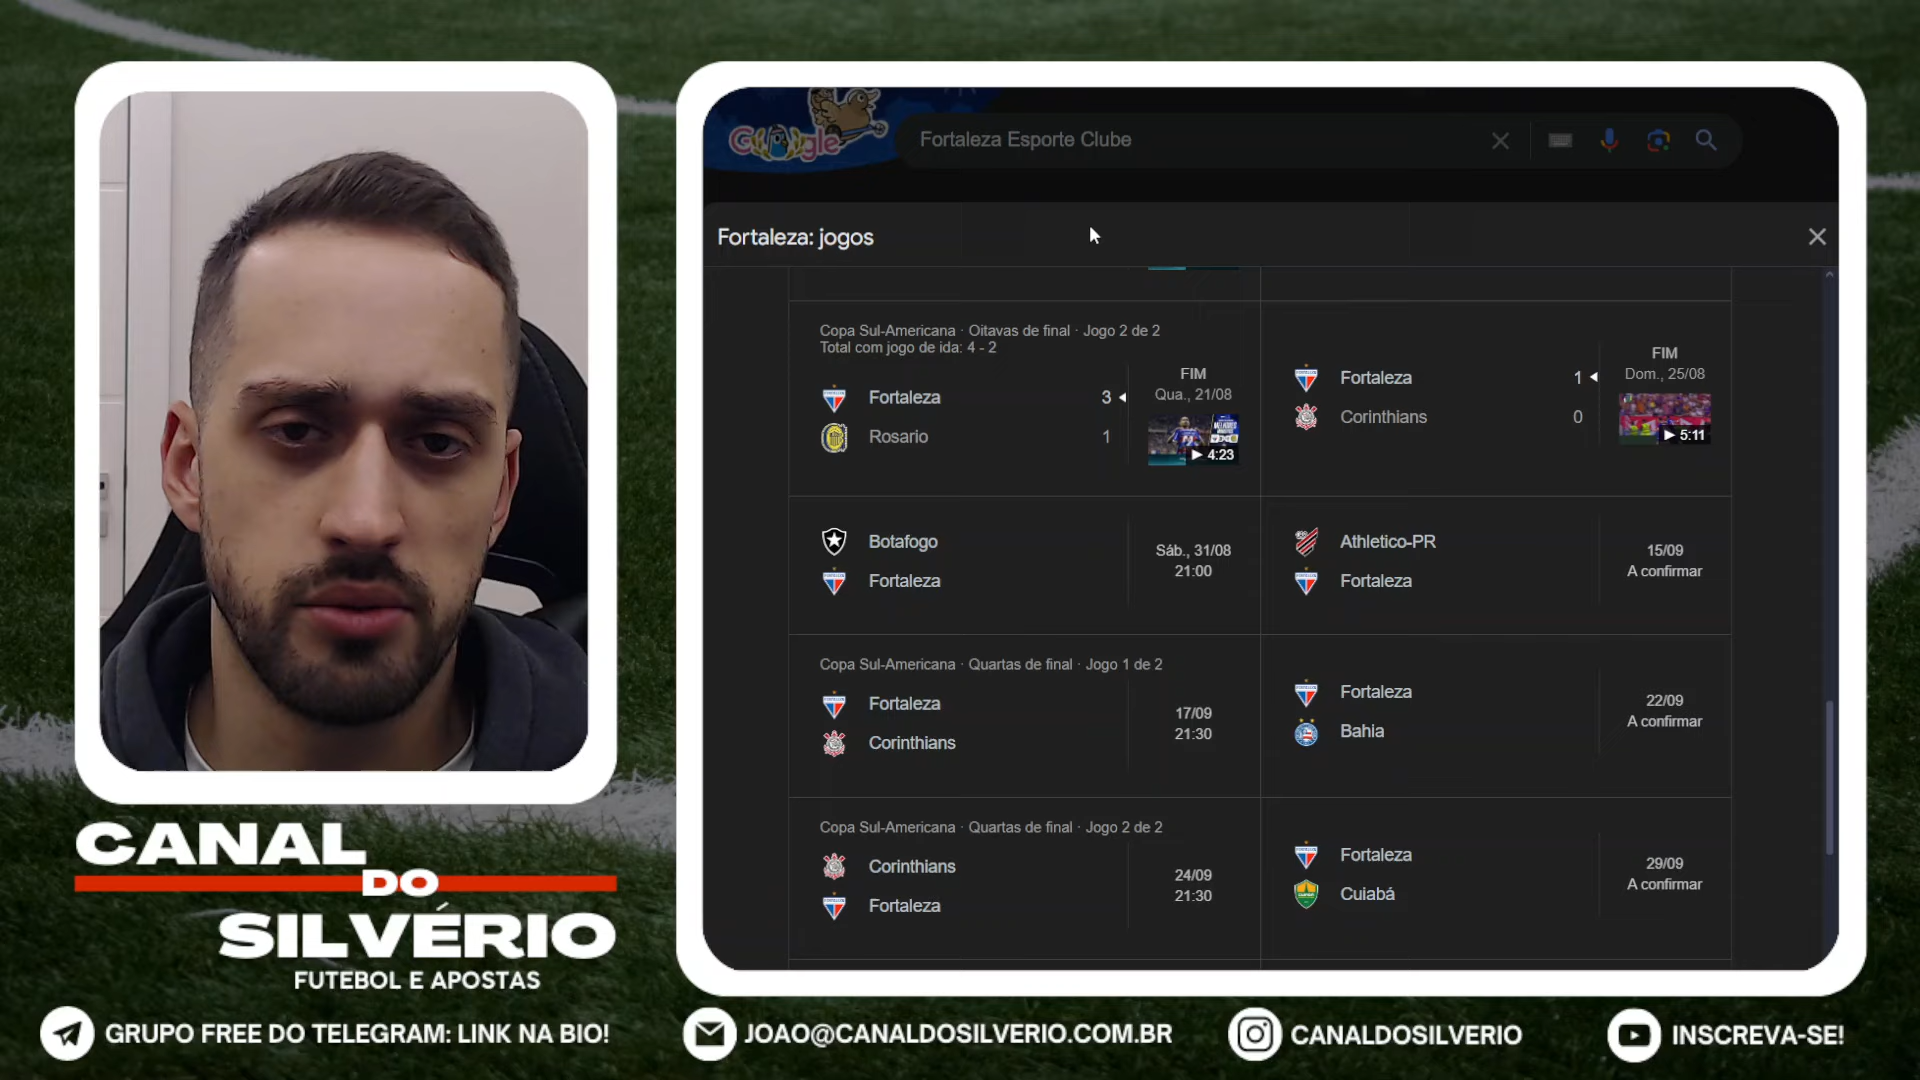 Google
Fortaleza Esporte Clube
Fortaleza: jogos
Copa Sul-Americana · Oitavas de final · Jogo 2 de 2
Total com jogo de ida: 4 - 2
Fortaleza 3
Rosario 1
FIM
Qua., 21/08
4:23
Fortaleza 1
Corinthians 0
FIM
Dom., 25/08
5:11
Botafogo
Fortaleza
Sáb., 31/08
21:00
Athletico-PR
Fortaleza
15/09
A confirmar
Copa Sul-Americana · Quartas de final · Jogo 1 de 2
Fortaleza
Corinthians
17/09
21:30
Fortaleza
Bahia
22/09
A confirmar
Copa Sul-Americana · Quartas de final · Jogo 2 de 2
Corinthians
Fortaleza
24/09
21:30
Fortaleza
Cuiabá
29/09
A confirmar
CANAL
DO
SILVÉRIO
FUTEBOL E APOSTAS
GRUPO FREE DO TELEGRAM: LINK NA BIO!
JOAO@CANALDOSILVERIO.COM.BR
CANALDOSILVERIO
INSCREVA-SE!